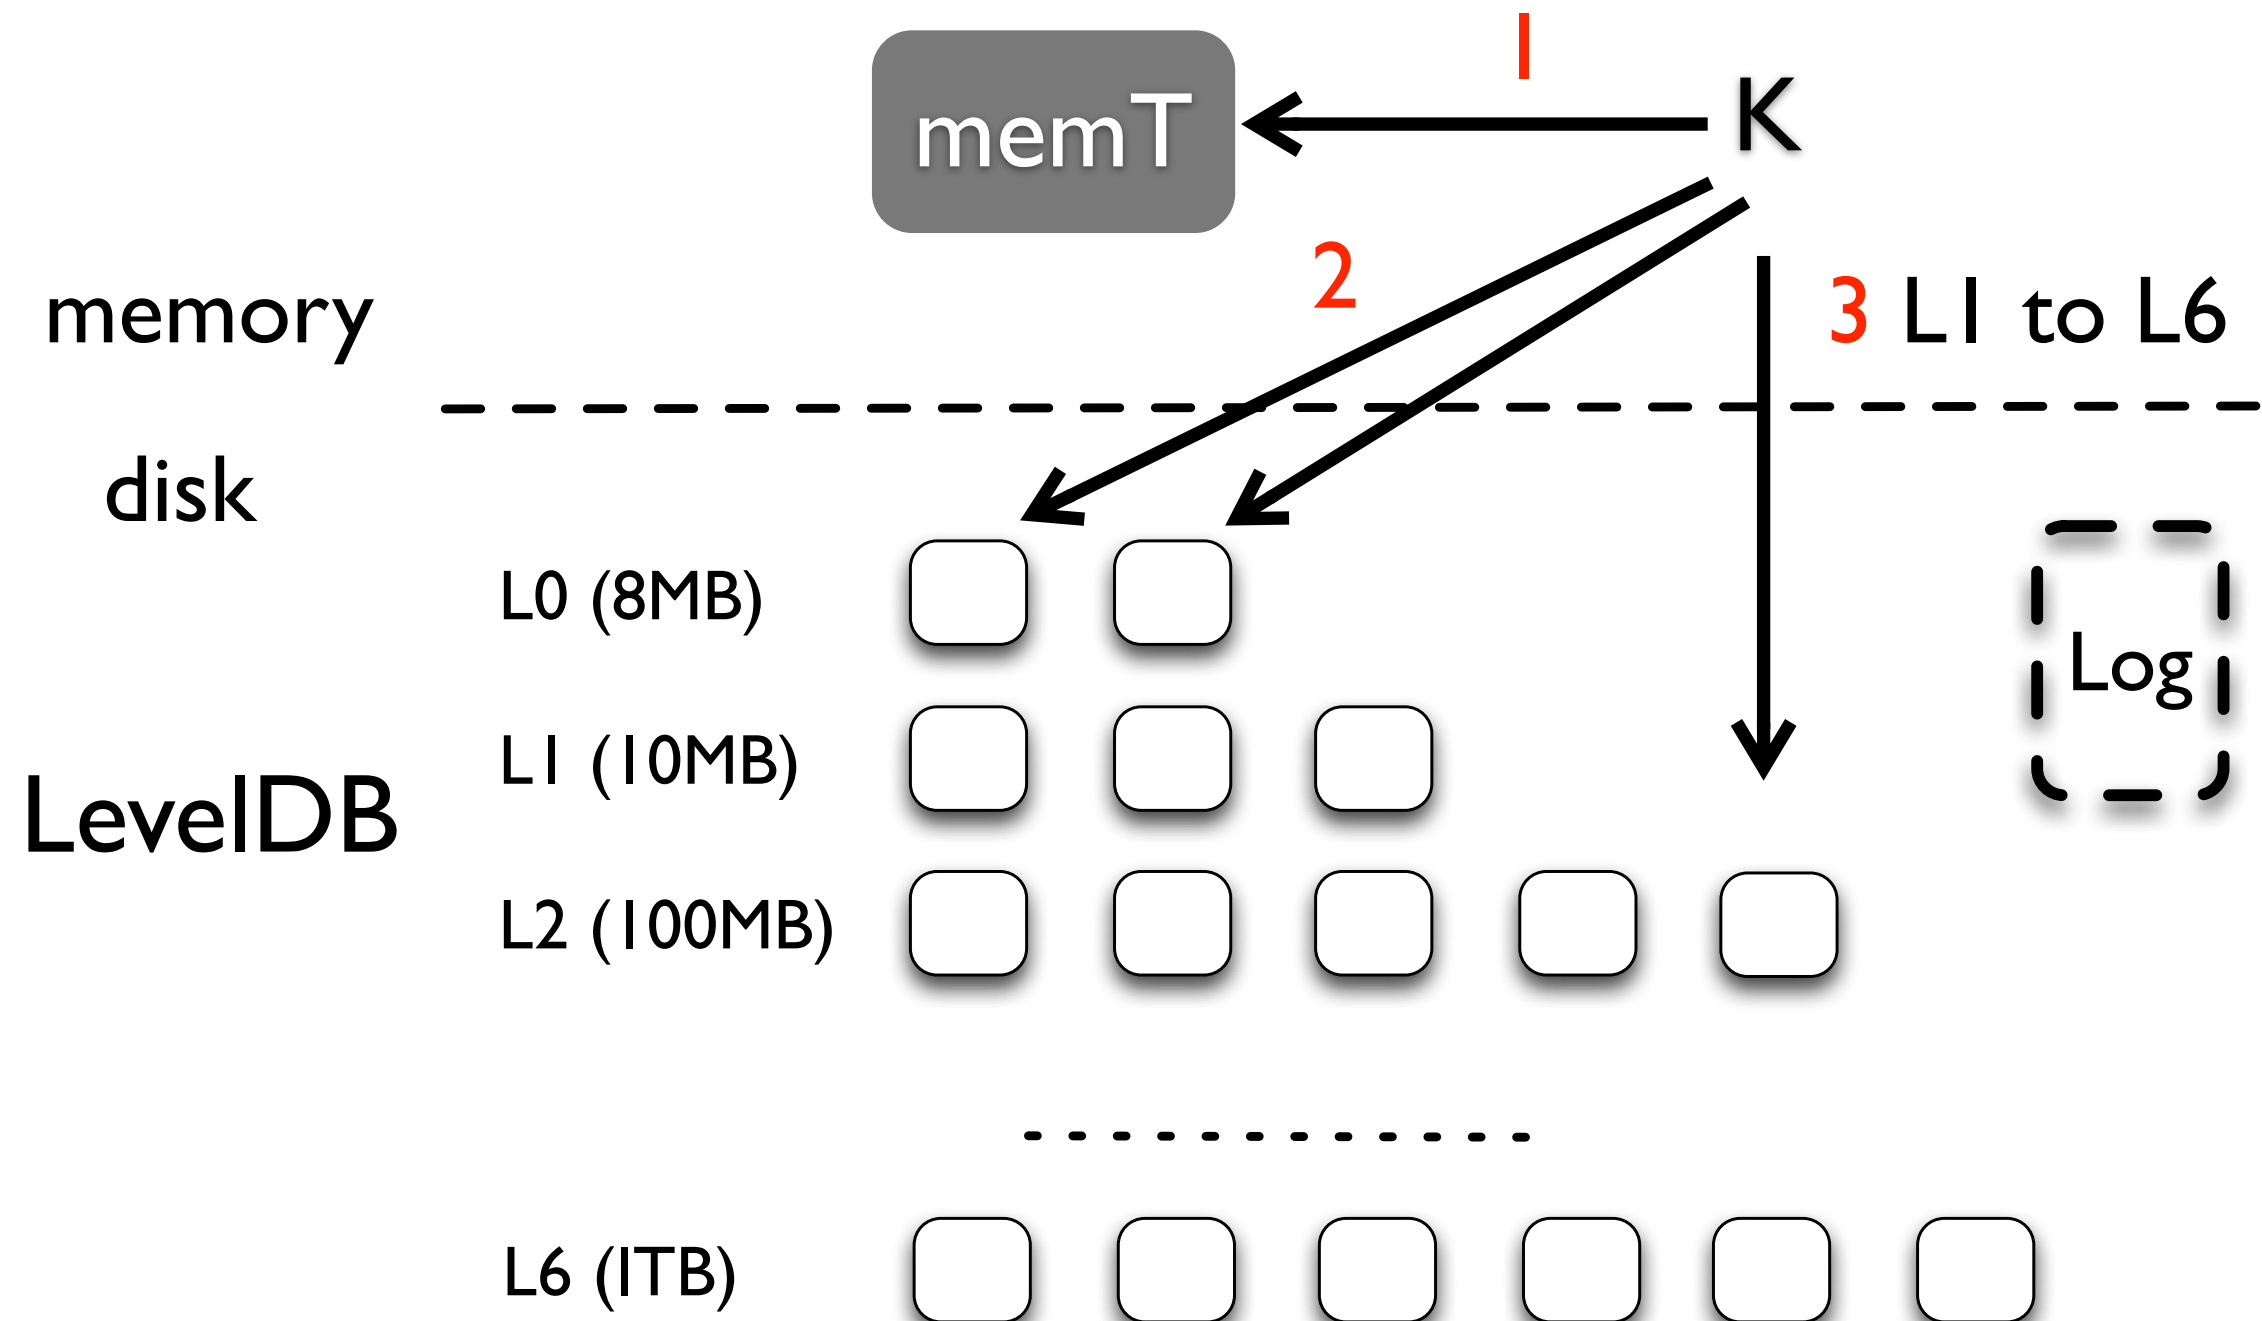 1
memT
K
2
memory
3 L1 to L6
disk
L0 (8MB)
Log
L1 (10MB)
LevelDB
L2 (100MB)
L6 (1TB)